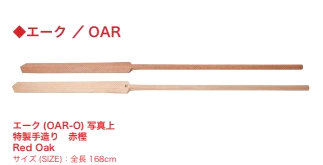 ◆エーク ／ OAR
エーク (OAR-O) 写真上
特製手造り　赤樫
Red Oak
サイズ (SIZE)：全長 168cm